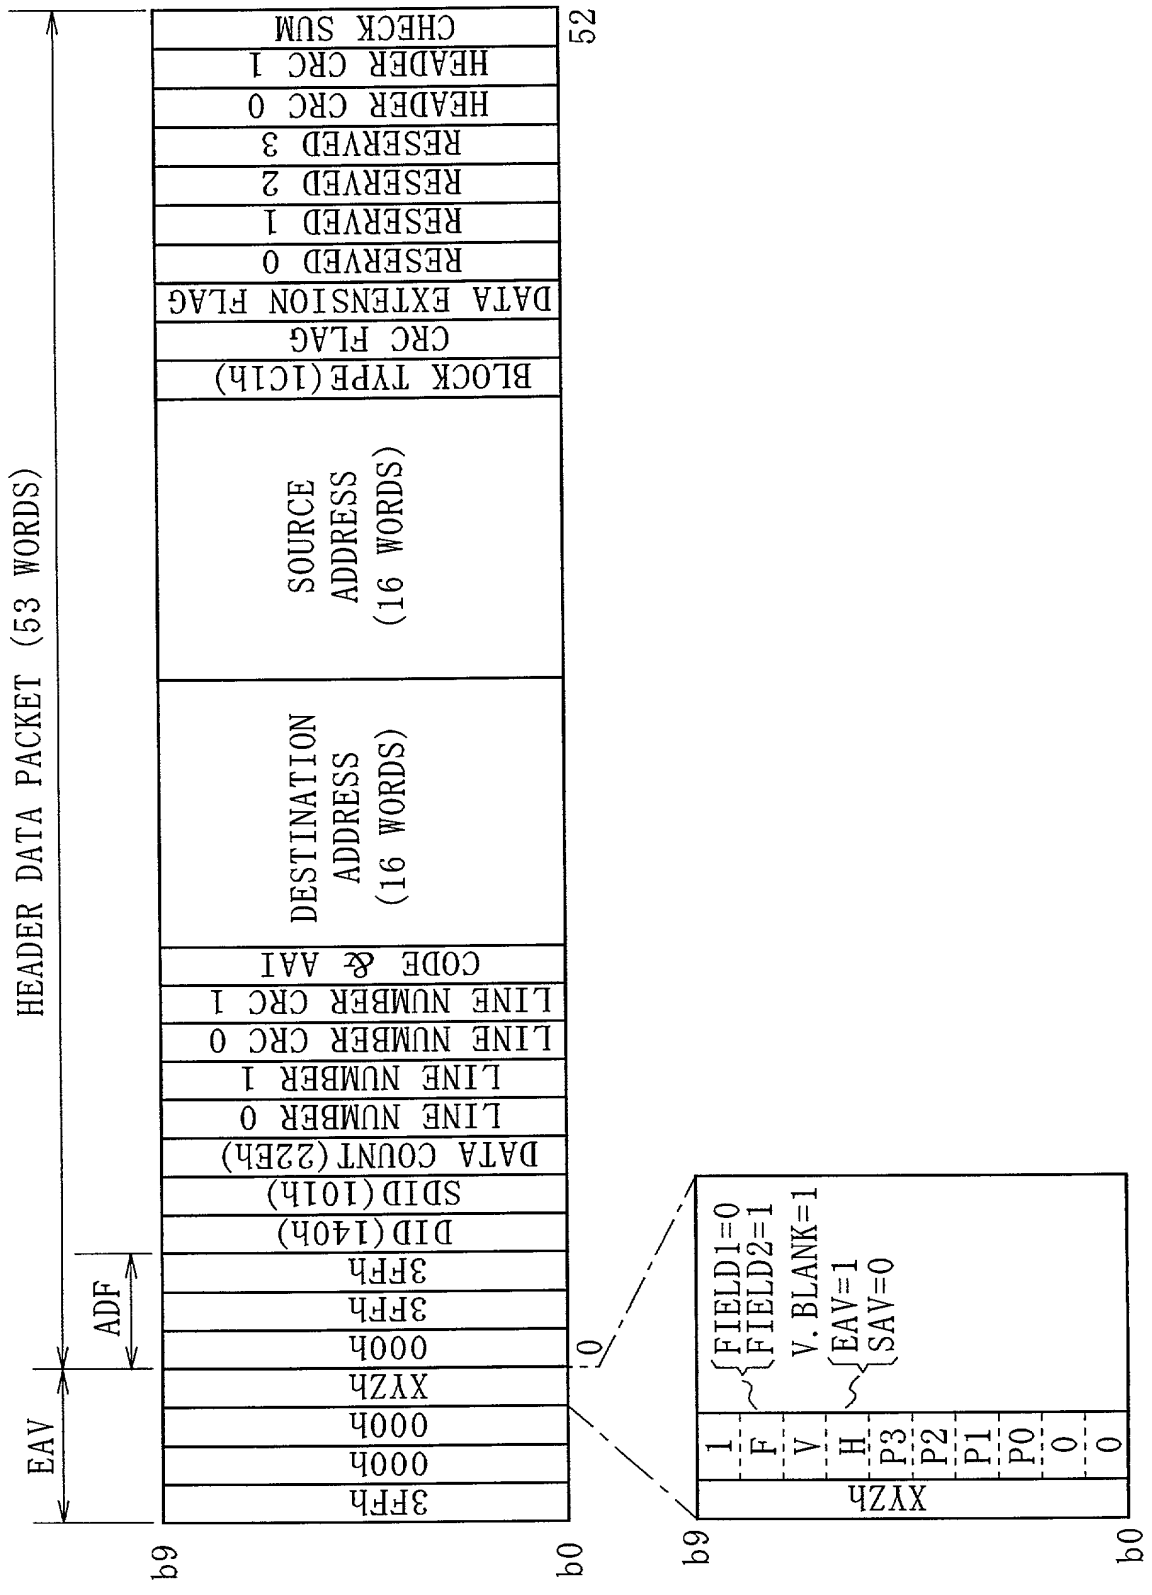 HEADER DATA PACKET (53 WORDS)
EAV
ADF
b9
b0
3FFh
000h
000h
XYZh
000h
3FFh
3FFh
DID(140h)
SDID(101h)
DATA COUNT(22Eh)
LINE NUMBER 0
LINE NUMBER 1
LINE NUMBER CRC 0
LINE NUMBER CRC 1
CODE & AAI
DESTINATION
ADDRESS
(16 WORDS)
SOURCE
ADDRESS
(16 WORDS)
BLOCK TYPE(1C1h)
CRC FLAG
DATA EXTENSION FLAG
RESERVED 0
RESERVED 1
RESERVED 2
RESERVED 3
HEADER CRC 0
HEADER CRC 1
CHECK SUM
0
52
b9
b0
XYZh
1
F
V
H
P3
P2
P1
P0
0
0
FIELD1=0
FIELD2=1
V.BLANK=1
EAV=1
SAV=0